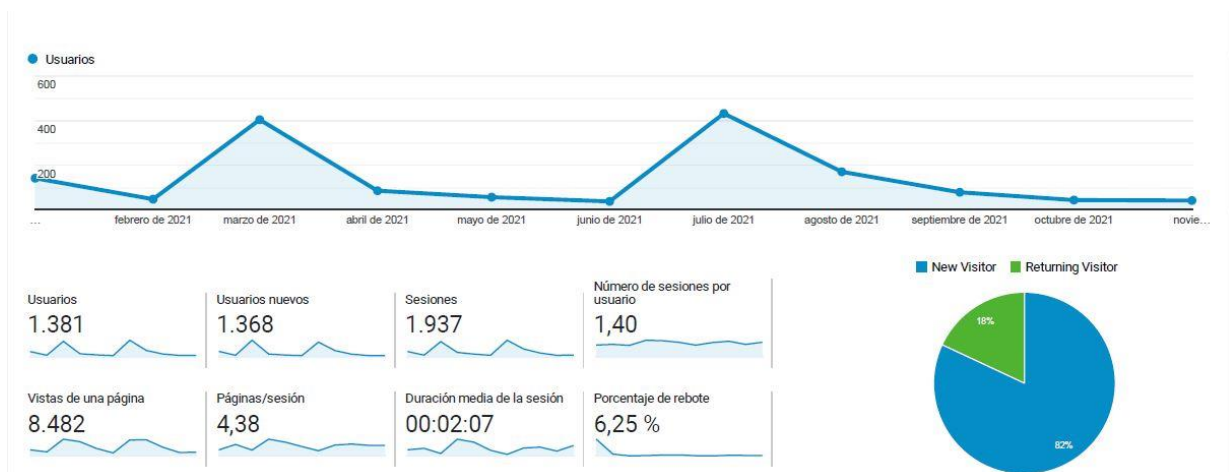 Usuarios
600
400
200
...
febrero de 2021
marzo de 2021
abril de 2021
mayo de 2021
junio de 2021
julio de 2021
agosto de 2021
septiembre de 2021
octubre de 2021
novie...
New Visitor
Returning Visitor
Usuarios
1.381
Usuarios nuevos
1.368
Sesiones
1.937
Número de sesiones por
usuario
1,40
Vistas de una página
8.482
Páginas/sesión
4,38
Duración media de la sesión
00:02:07
Porcentaje de rebote
6,25 %
18%
82%